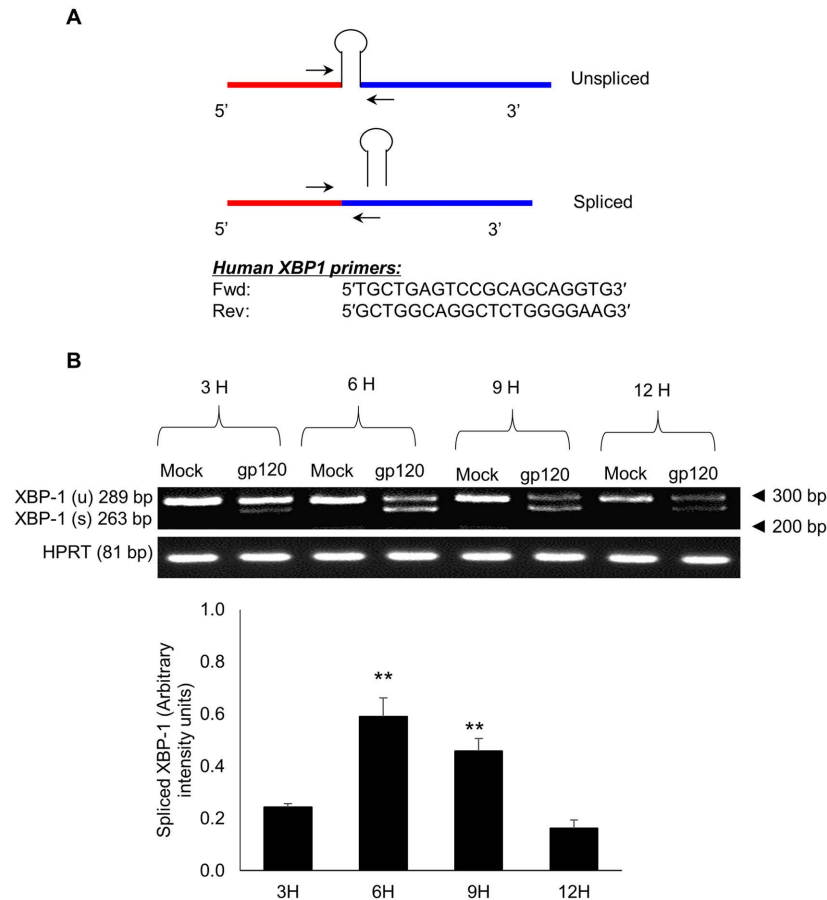 A
Unspliced
5’ 3’
Spliced
5’ 3’
Human XBP1 primers:
Fwd: 5′TGCTGAGTCCGCAGCAGGTG3′
Rev: 5′GCTGGCAGGCTCTGGGGAAG3′
B
3 H 6 H 9 H 12 H
Mock gp120 Mock gp120 Mock gp120 Mock gp120
XBP-1 (u) 289 bp ◄ 300 bp
XBP-1 (s) 263 bp
◄ 200 bp
HPRT (81 bp)
Spliced XBP-1 (Arbitrary
intensity units)
1.0
0.8
0.6
0.4
0.2
0.0
** **
3H 6H 9H 12H